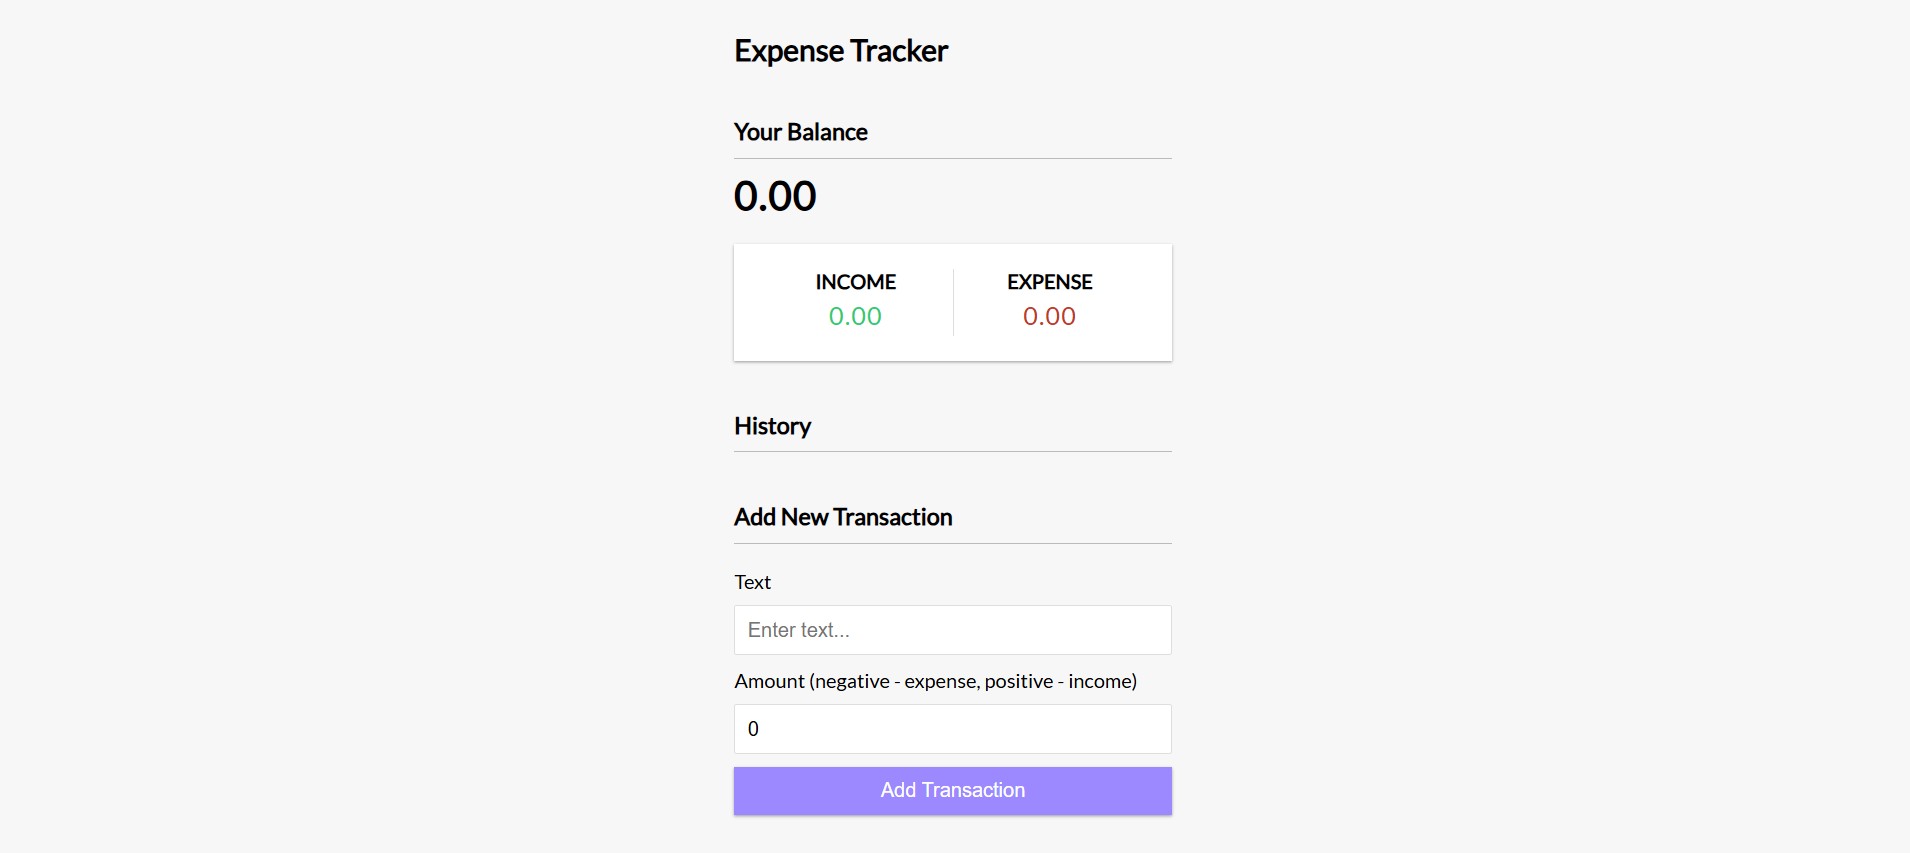 Expense Tracker
Your Balance
0.00
INCOME EXPENSE
0.00 0.00
History
Add New Transaction
Text
Enter text...
Amount (negative - expense, positive - income)
0
Add Transaction